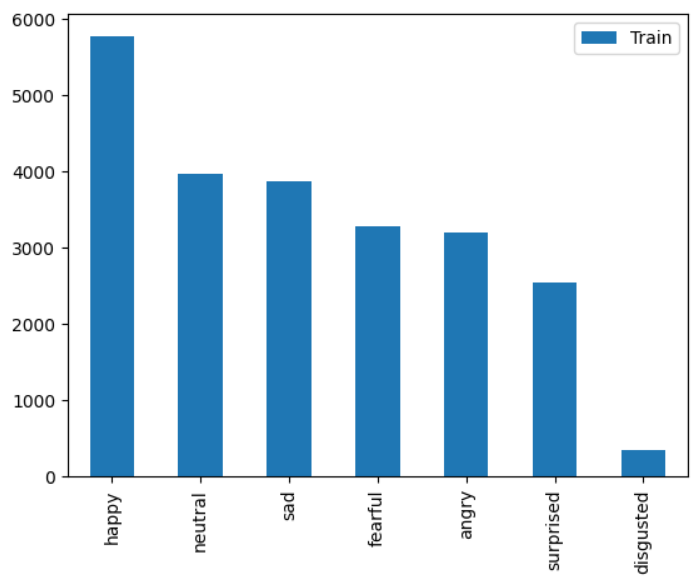 6000
5000
4000
3000
2000
1000
0
Train
happy
neutral
sad
fearful
angry
surprised
disgusted